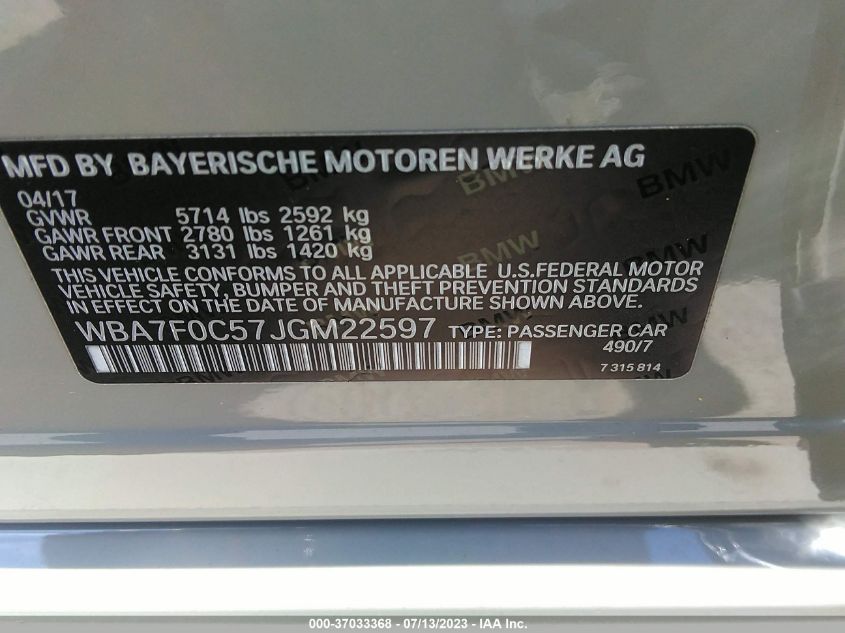 MFD BY BAYERISCHE MOTOREN WERKE AG
04/17
GVWR 5714 lbs 2592 kg
GAWR FRONT 2780 lbs 1261 kg
GAWR REAR 3131 lbs 1420 kg
THIS VEHICLE CONFORMS TO ALL APPLICABLE U.S.FEDERAL MOTOR
VEHICLE SAFETY, BUMPER AND THEFT PREVENTION STANDARDS
IN EFFECT ON THE DATE OF MANUFACTURE SHOWN ABOVE.
WBA7F0C57JGM22597 TYPE: PASSENGER CAR
490/7
7 315 814
BMW
BMW
000-37033368 - 07/13/2023 - IAA Inc.